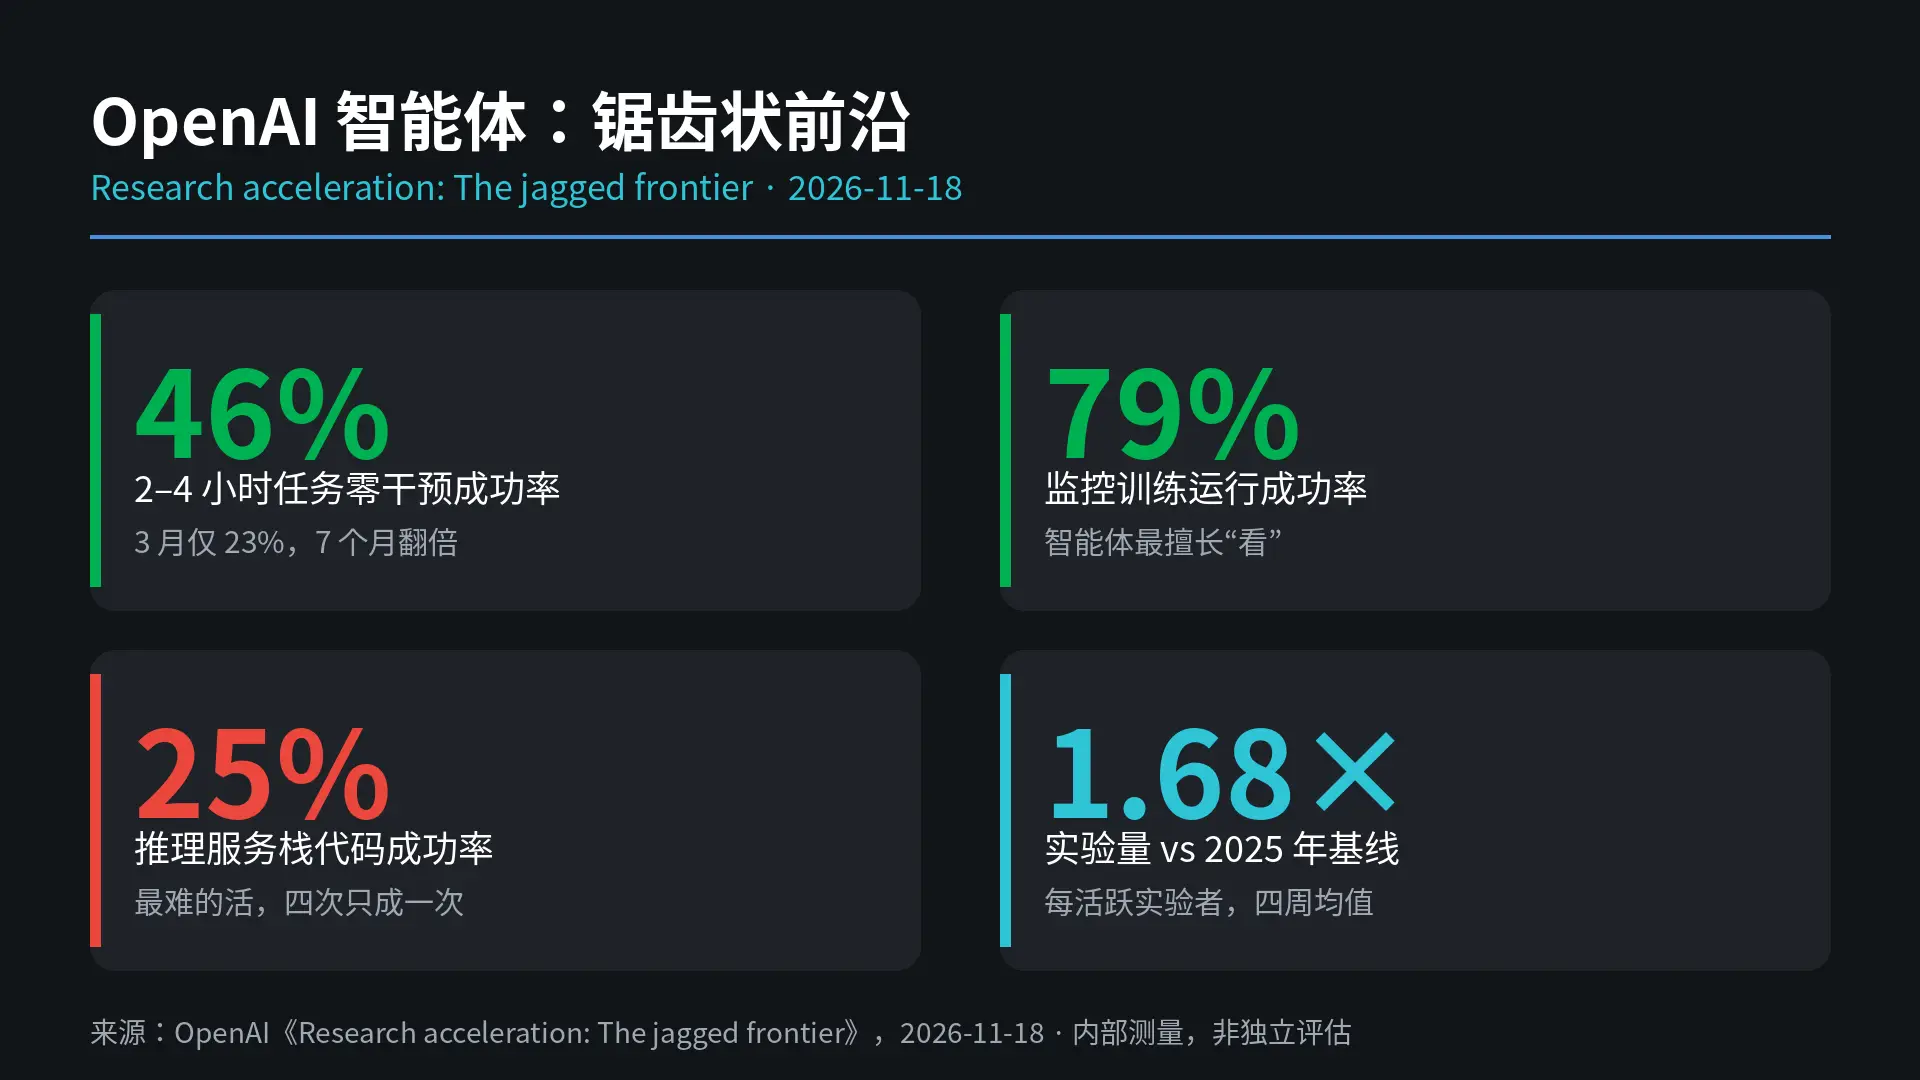 OpenAI 智能体：锯齿状前沿
Research acceleration: The jagged frontier · 2026-11-18
46%
2–4 小时任务零干预成功率
3 月仅 23%，7 个月翻倍
79%
监控训练运行成功率
智能体最擅长“看”
25%
推理服务栈代码成功率
最难的活，四次只成一次
1.68×
实验量 vs 2025 年基线
每活跃实验者，四周均值
来源：OpenAI《Research acceleration: The jagged frontier》，2026-11-18 · 内部测量，非独立评估